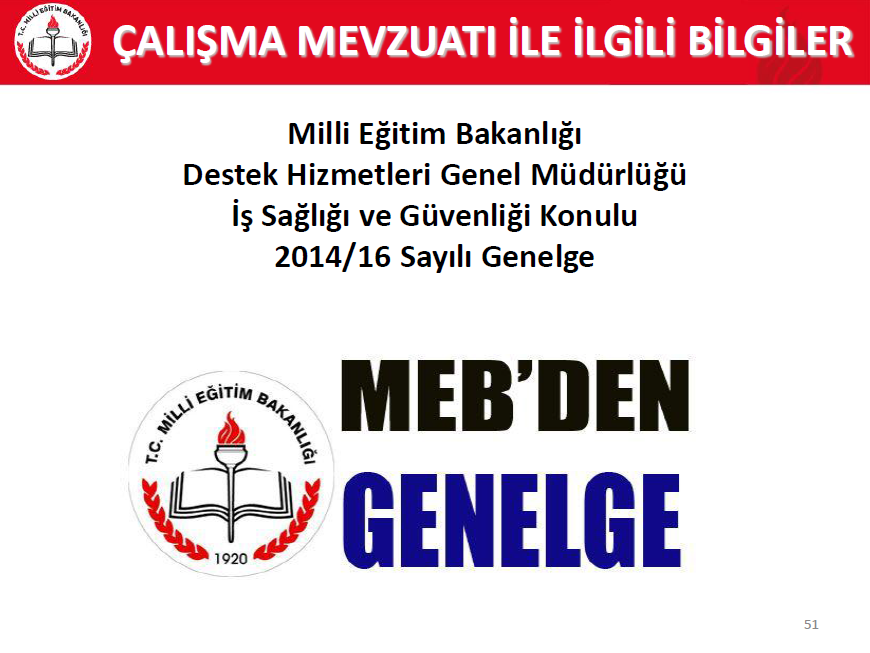 T.C. MİLLİ EĞİTİM BAKANLIĞI
ÇALIŞMA MEVZUATI İLE İLGİLİ BİLGİLER
Milli Eğitim Bakanlığı
Destek Hizmetleri Genel Müdürlüğü
İş Sağlığı ve Güvenliği Konulu
2014/16 Sayılı Genelge
T.C. MİLLİ EĞİTİM BAKANLIĞI
1920
MEB’DEN
GENELGE
51